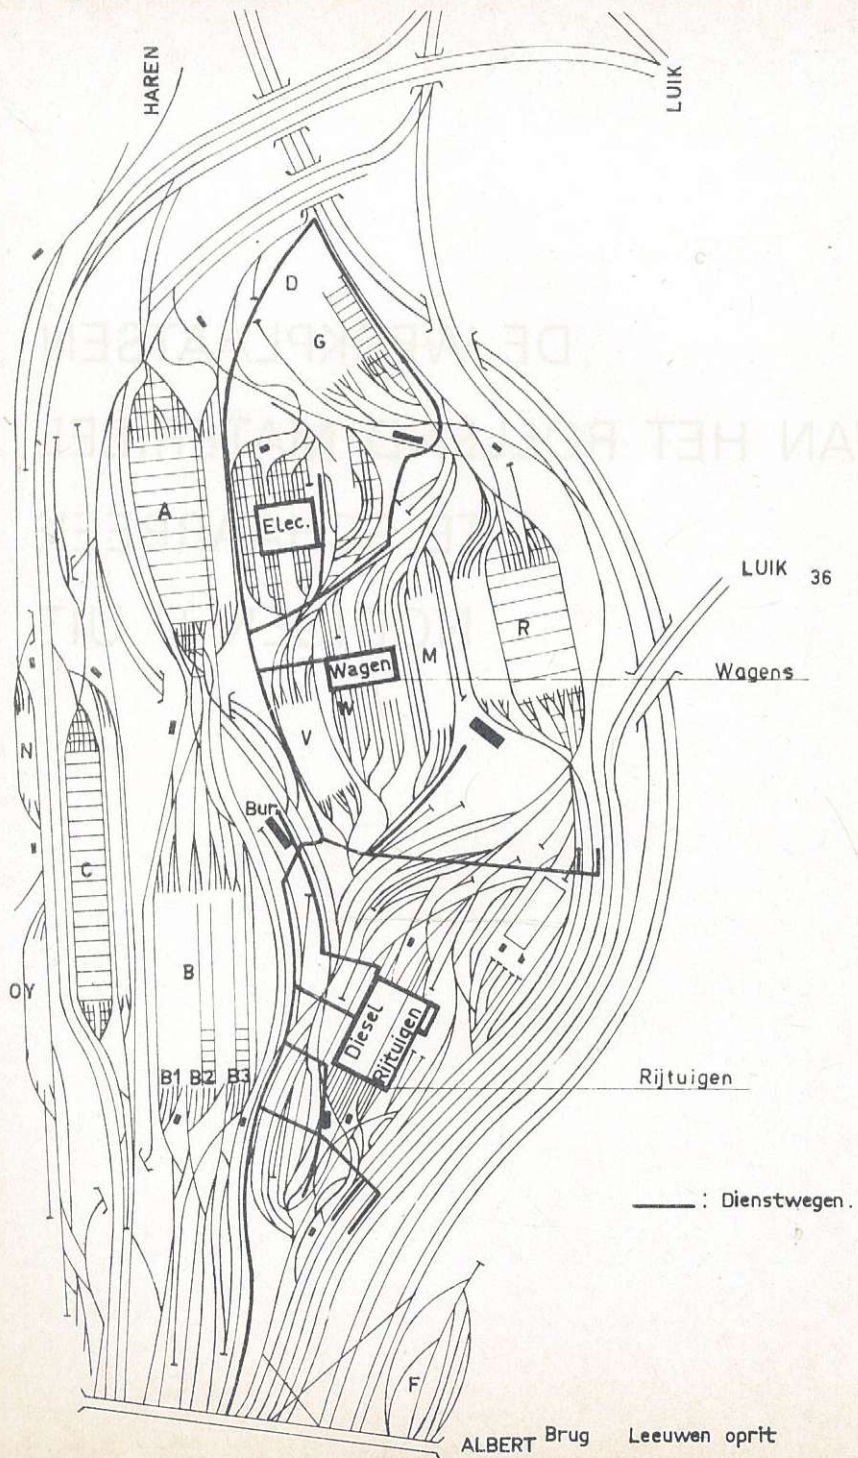 HAREN
LUIK
D
G
A
Elec.
LUIK 36
R
Wagen
M
Wagens
W
V
N
Bur.
C
B
OY
Diesel
Rijtuigen
B1 B2 B3
Rijtuigen
: Dienstwegen.
F
ALBERT Brug Leeuwen oprit